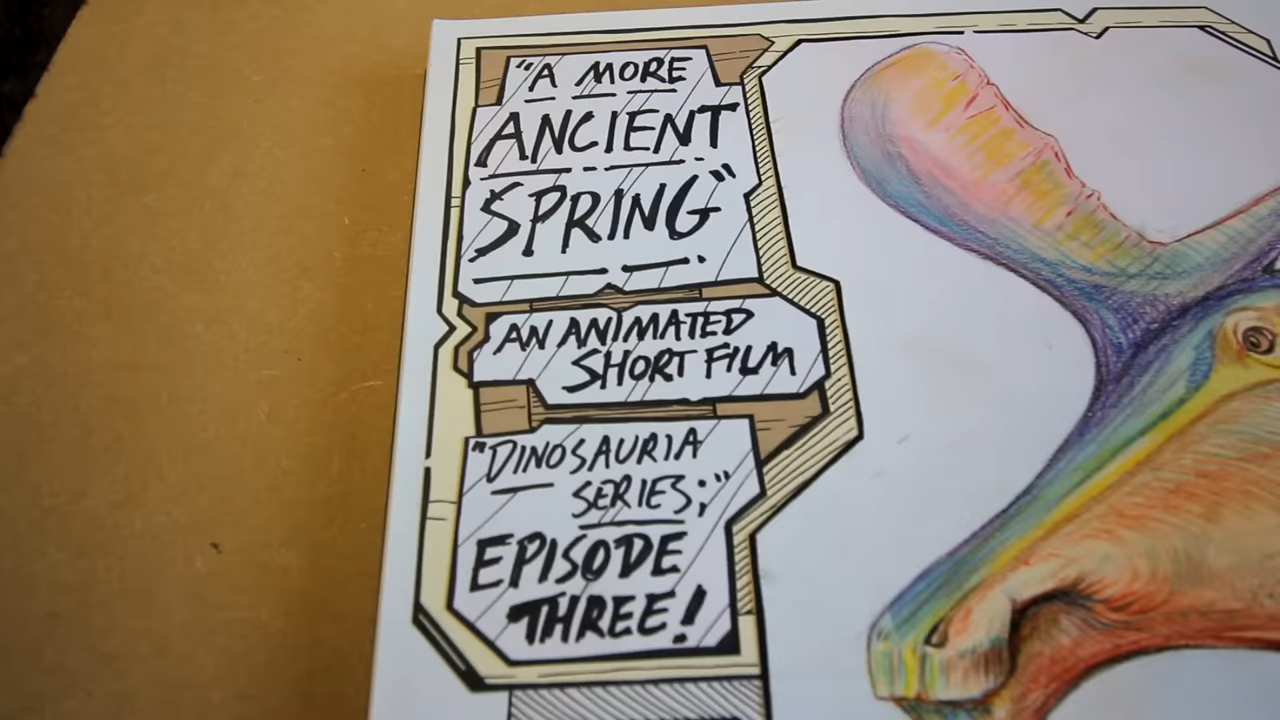 "A MORE
ANCIENT
SPRING"
AN ANIMATED
SHORT FILM
"DINOSAURIA
SERIES;"
EPISODE
THREE!